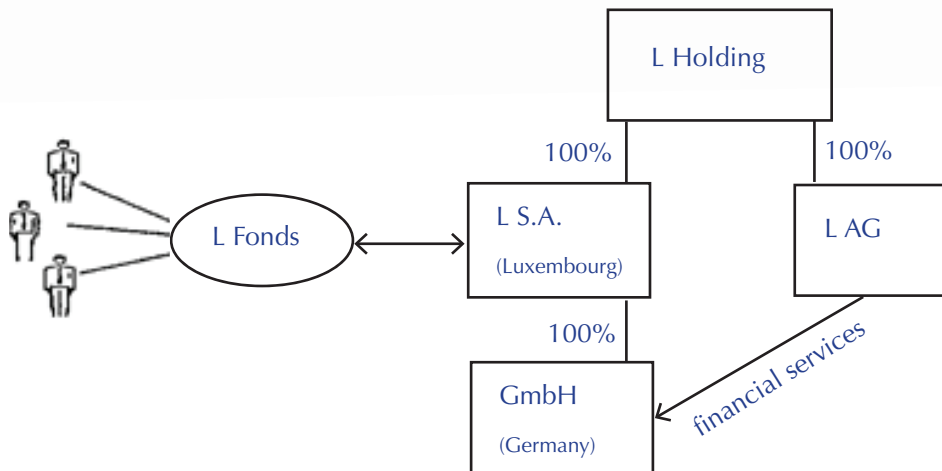 L Holding
100%
100%
L Fonds
L S.A.
(Luxembourg)
L AG
100%
financial services
GmbH
(Germany)